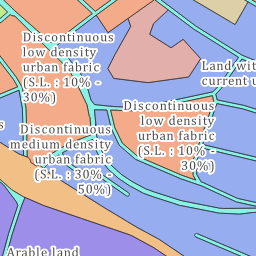 Discontinuous
low density
urban fabric
(S.L. : 10% -
30%)
Land wit
current u
Discontinuous
low density
urban fabric
(S.L. : 10% -
30%)
s
Discontinuous
medium density
urban fabric
(S.L. : 30% -
50%)
Arable land